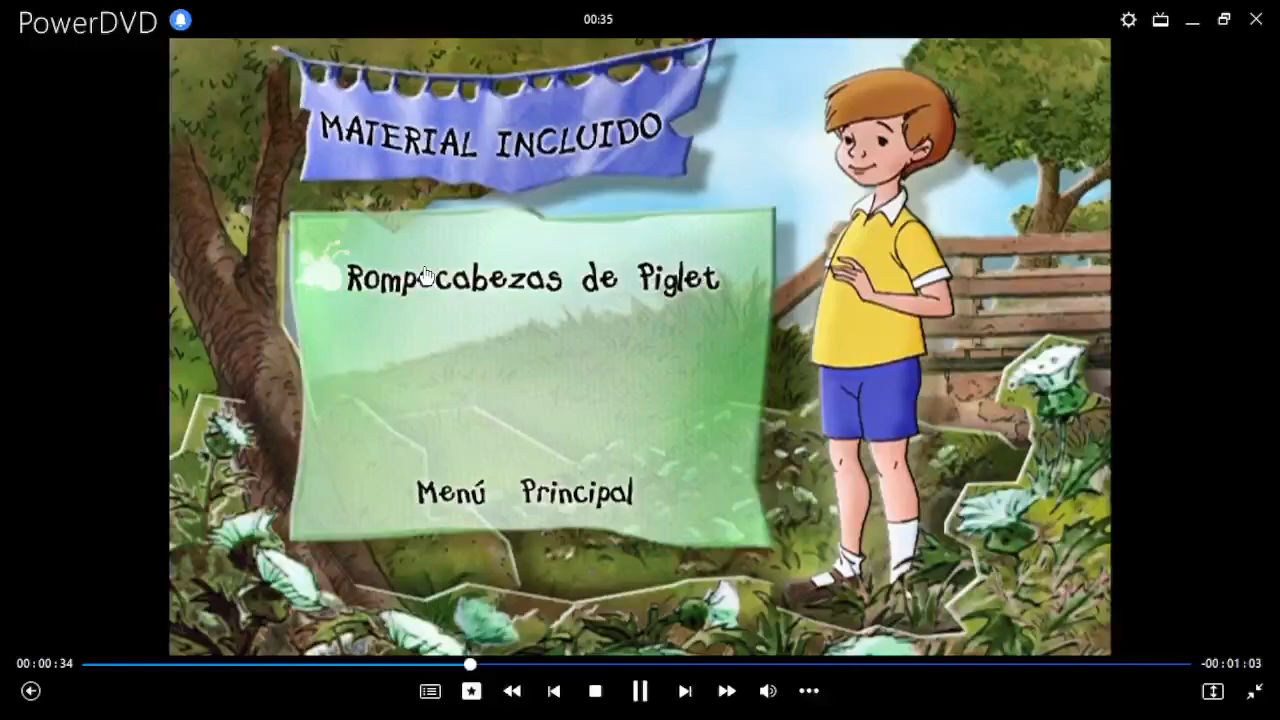 PowerDVD
00:35
MATERIAL INCLUIDO
Rompecabezas de Piglet
Menú Principal
00:00:34
-00:01:03